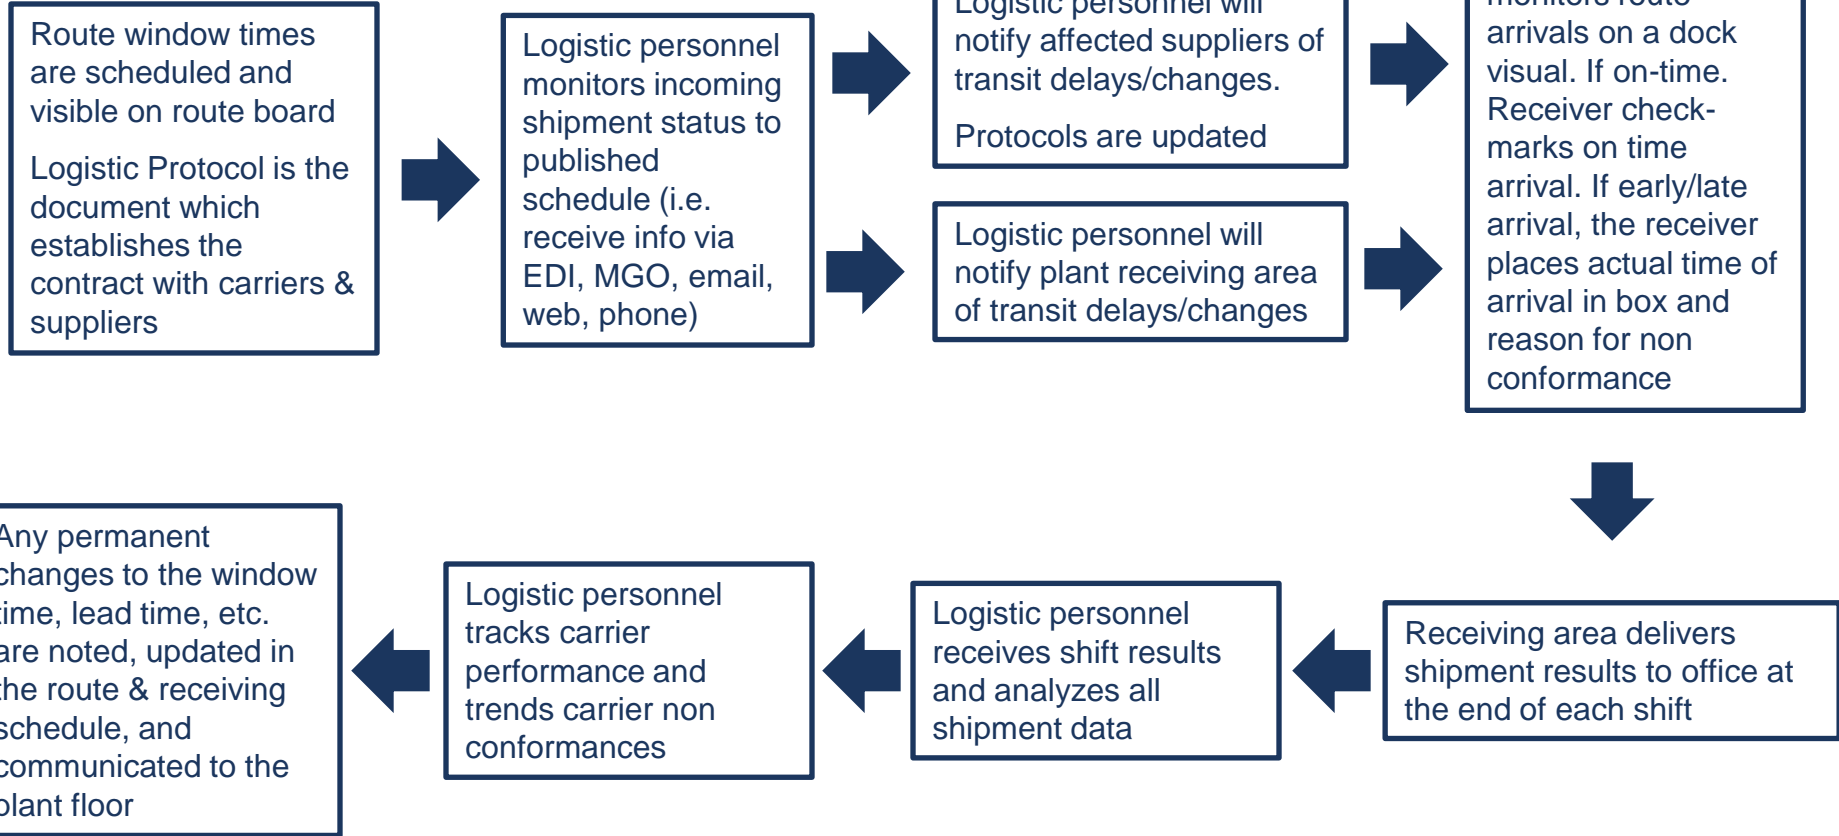 Route window times
are scheduled and
visible on route board
Logistic Protocol is the
document which
establishes the
contract with carriers &
suppliers
Logistic personnel
monitors incoming
shipment status to
published
schedule (i.e.
receive info via
EDI, MGO, email,
web, phone)
Logistic personnel will
notify affected suppliers of
transit delays/changes.
Protocols are updated
Logistic personnel will
notify plant receiving area
of transit delays/changes
monitors route
arrivals on a dock
visual. If on-time.
Receiver check-
marks on time
arrival. If early/late
arrival, the receiver
places actual time of
arrival in box and
reason for non
conformance
Receiving area delivers
shipment results to office at
the end of each shift
Logistic personnel
receives shift results
and analyzes all
shipment data
Logistic personnel
tracks carrier
performance and
trends carrier non
conformances
Any permanent
changes to the window
time, lead time, etc.
are noted, updated in
the route & receiving
schedule, and
communicated to the
plant floor